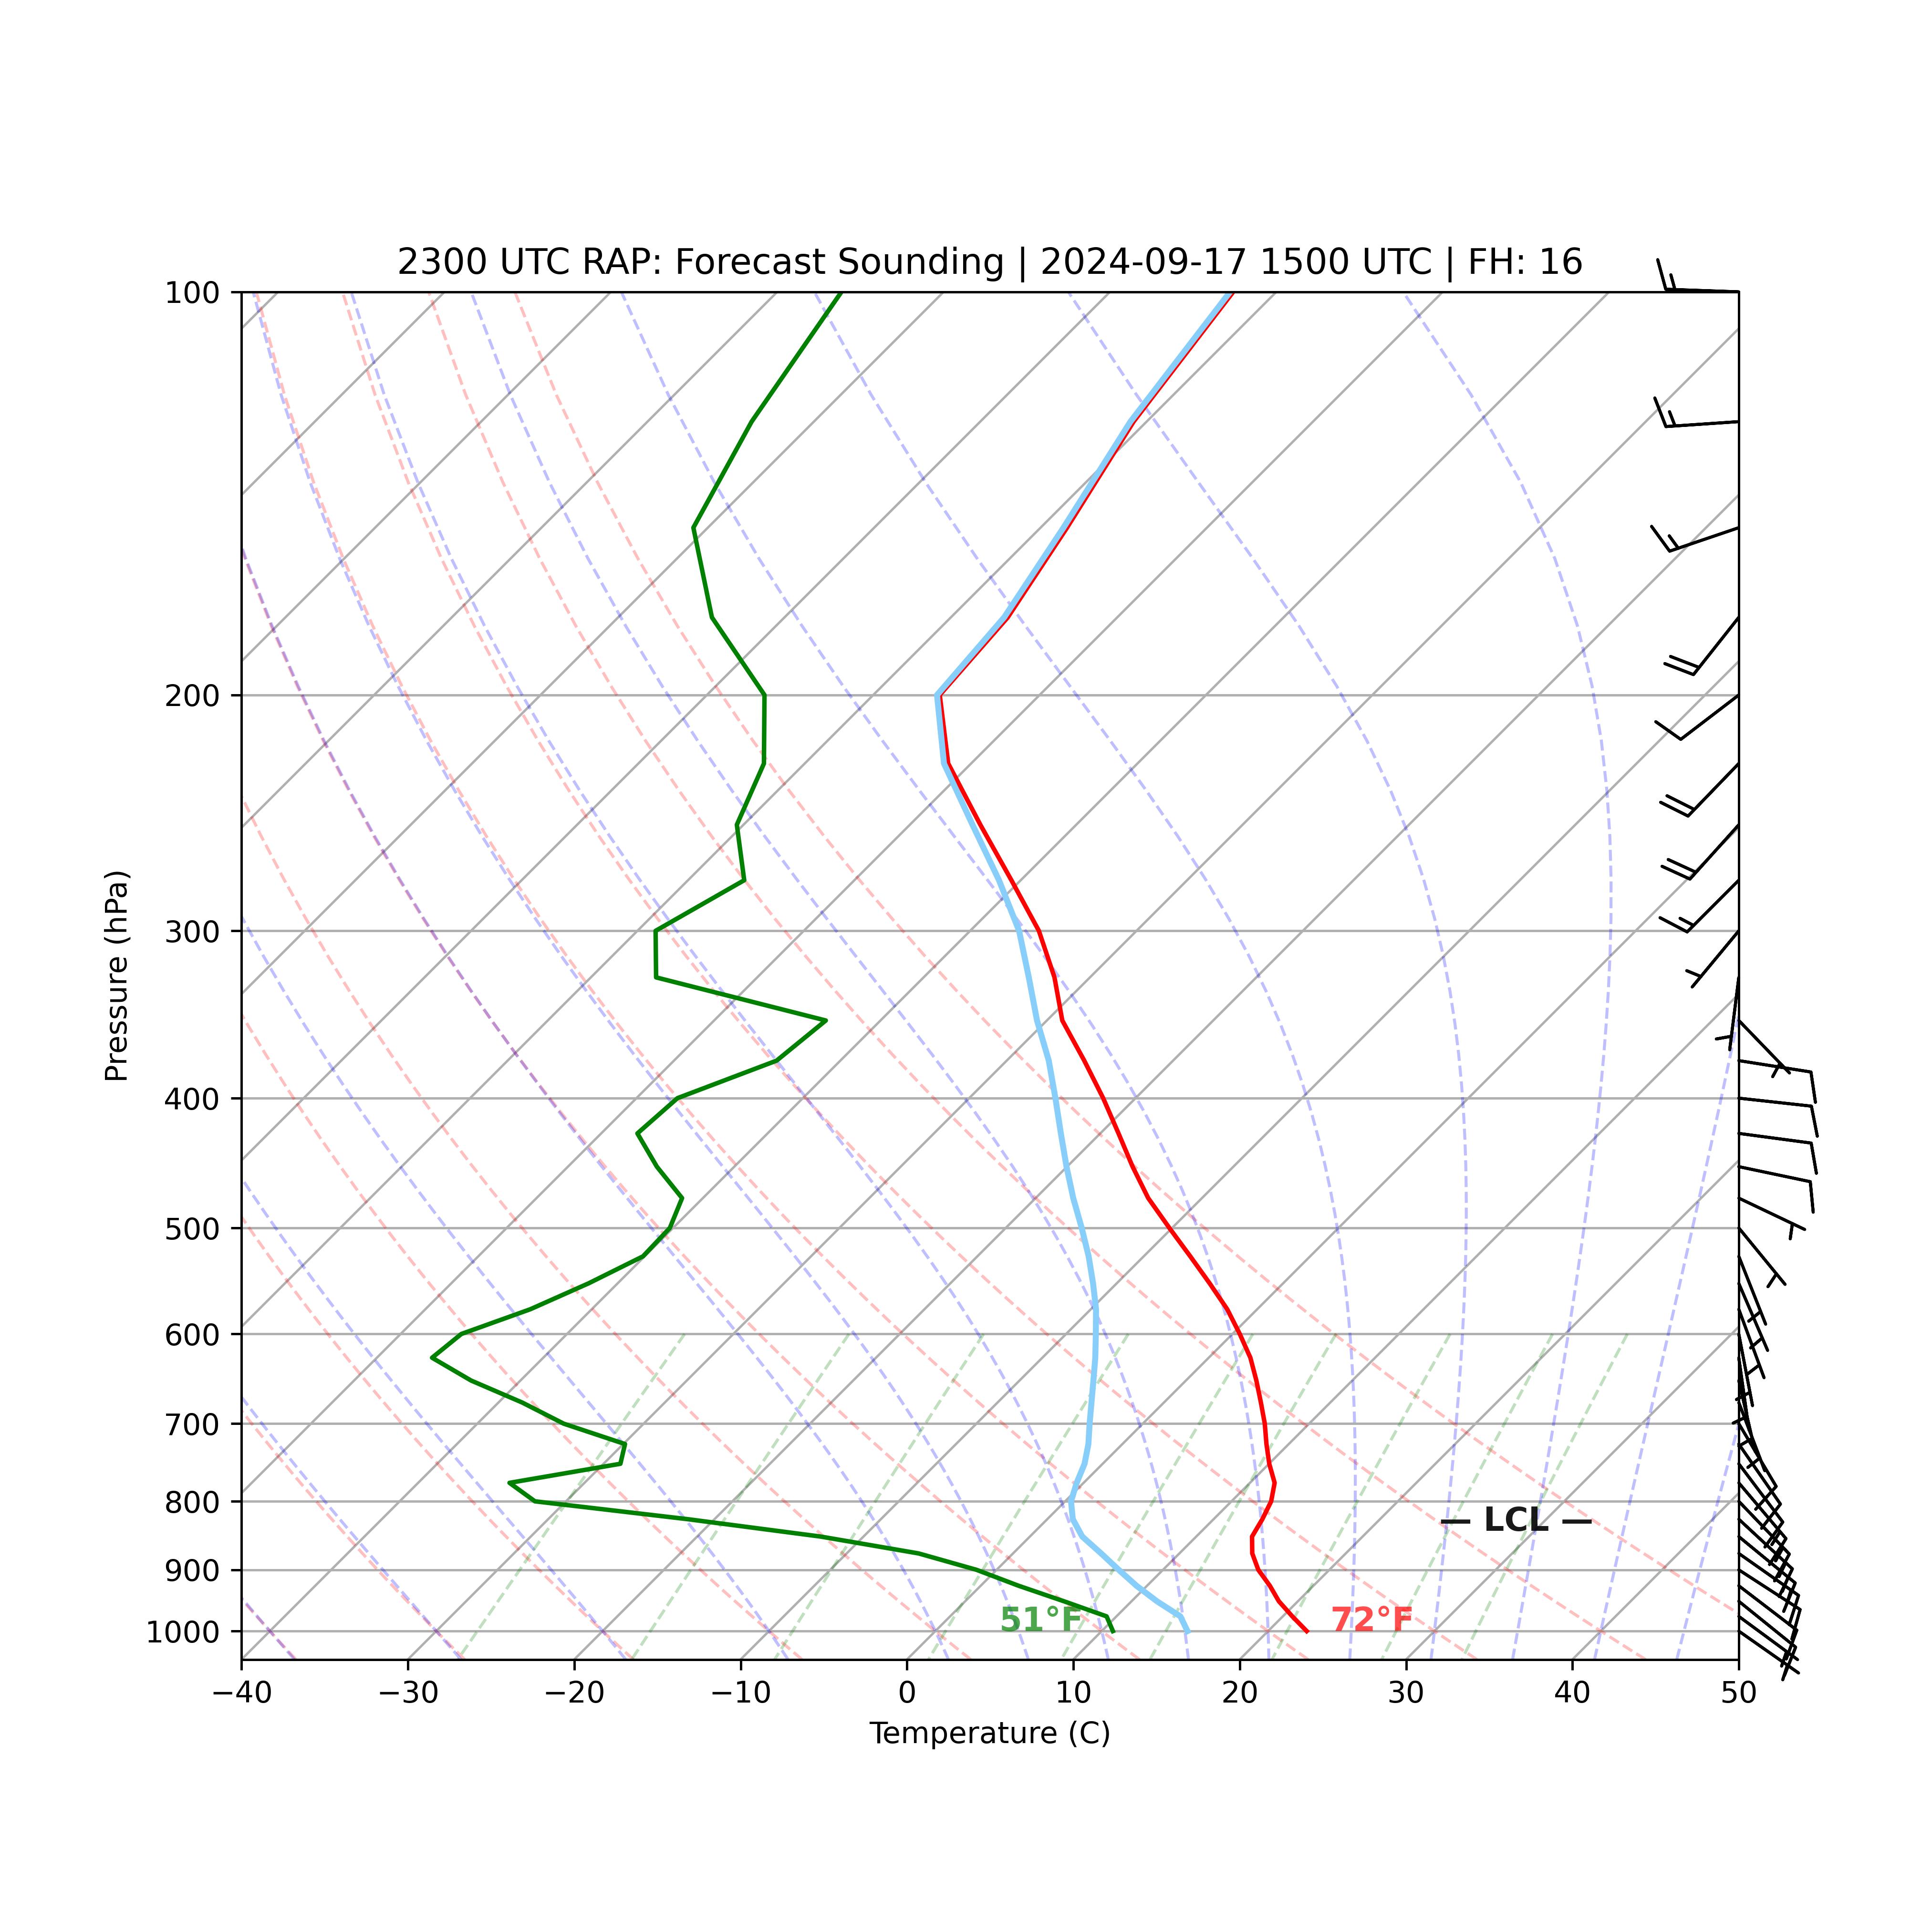 2300 UTC RAP: Forecast Sounding | 2024-09-17 1500 UTC | FH: 16
100
200
300
400
500
600
700
800
900
1000
Pressure (hPa)
— LCL —
51°F
72°F
−40 −30 −20 −10 0 10 20 30 40 50
Temperature (C)